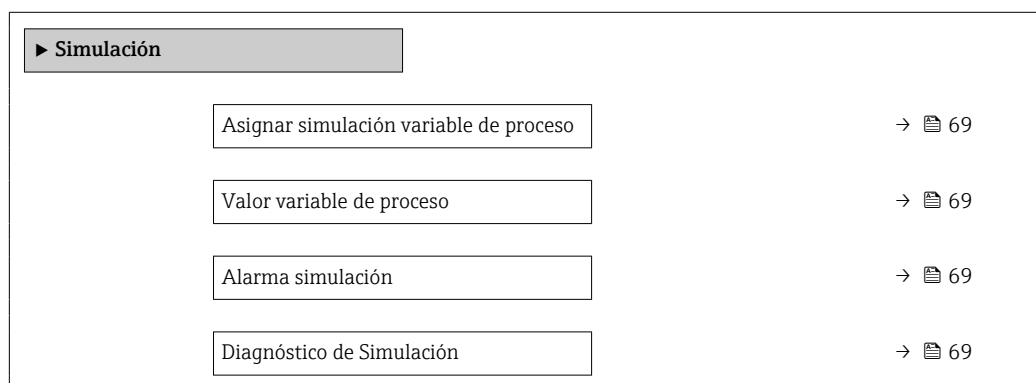 ▶ Simulación
Asignar simulación variable de proceso → 69
Valor variable de proceso → 69
Alarma simulación → 69
Diagnóstico de Simulación → 69